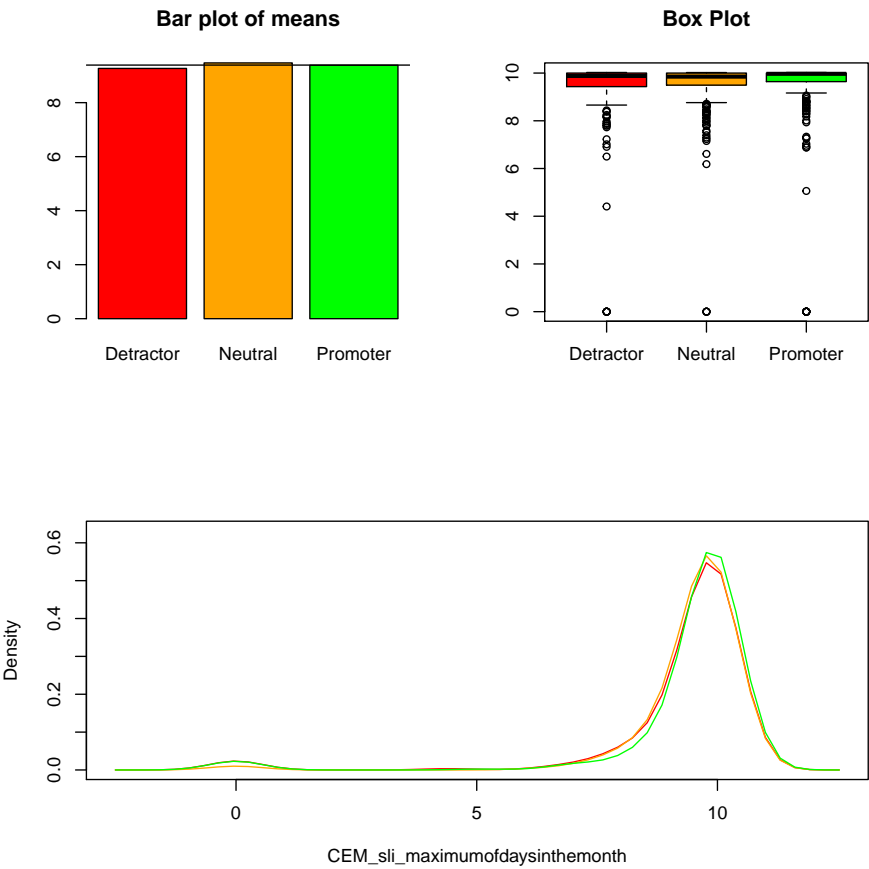 Bar plot of means
8
6
4
2
0
Detractor Neutral Promoter
Box Plot
10
8
6
4
2
0
Detractor Neutral Promoter
0.6
0.4
0.2
0.0
Density
0 5 10
CEM_sli_maximumofdaysinthemonth